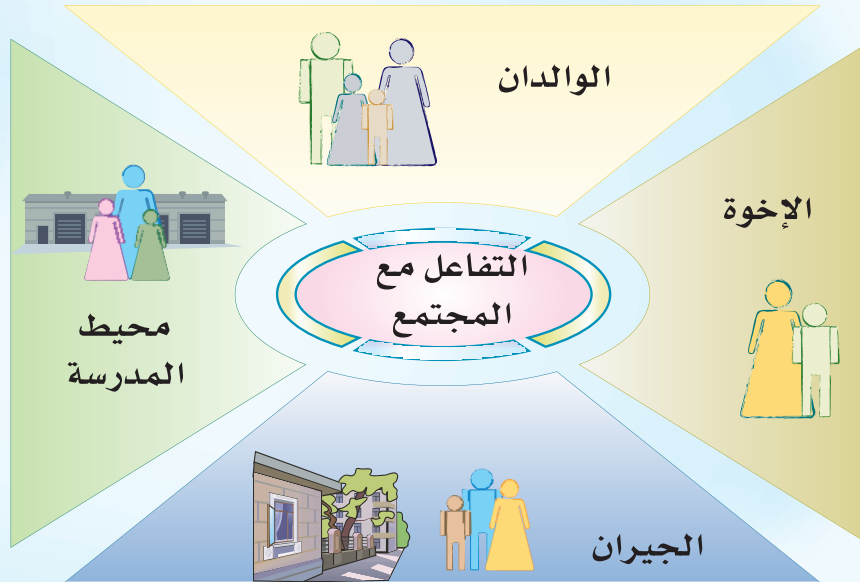 الوالدان
الإخوة
التفاعل مع
المجتمع
محيط
المدرسة
الجيران